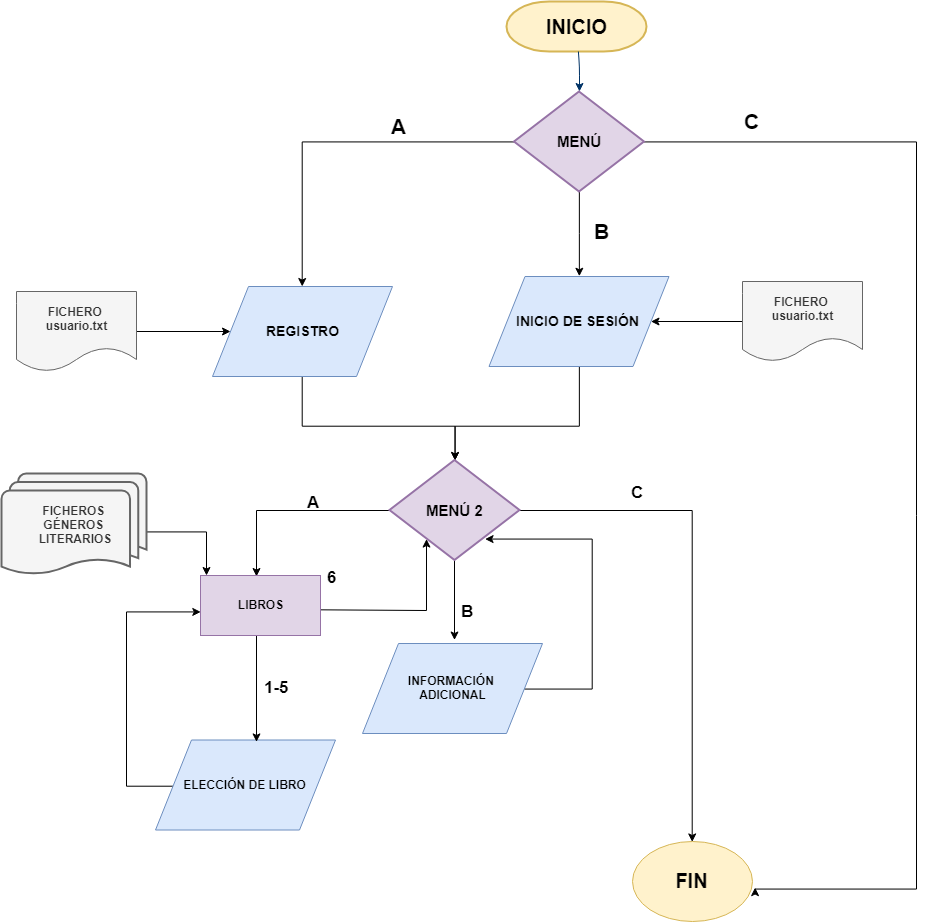 INICIO
MENÚ
A
C
B
FICHERO
usuario.txt
REGISTRO
INICIO DE SESIÓN
FICHERO
usuario.txt
MENÚ 2
A
C
FICHEROS
GÉNEROS
LITERARIOS
6
LIBROS
B
1-5
INFORMACIÓN
ADICIONAL
ELECCIÓN DE LIBRO
FIN